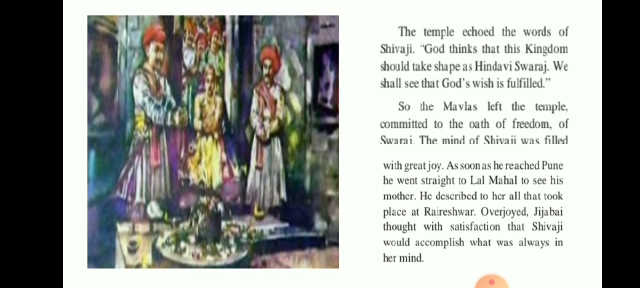 The temple echoed the words of
Shivaji. "God thinks that this Kingdom
should take shape as Hindavi Swaraj. We
shall see that God's wish is fulfilled."
So the Mavlas left the temple,
committed to the oath of freedom, of
Swaraj. The mind of Shivaji was filled
with great joy. As soon as he reached Pune
he went straight to Lal Mahal to see his
mother. He described to her all that took
place at Raireshwar. Overjoyed, Jijabai
thought with satisfaction that Shivaji
would accomplish what was always in
her mind.